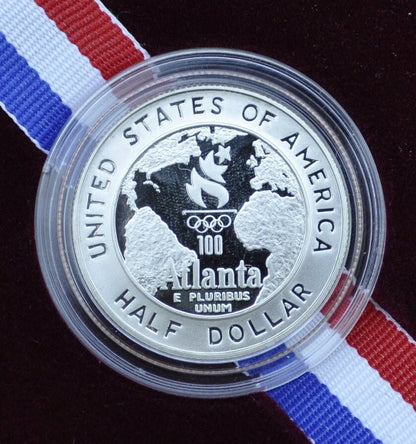 UNITED STATES OF AMERICA
100
Atlanta
E PLURIBUS
UNUM
HALF DOLLAR